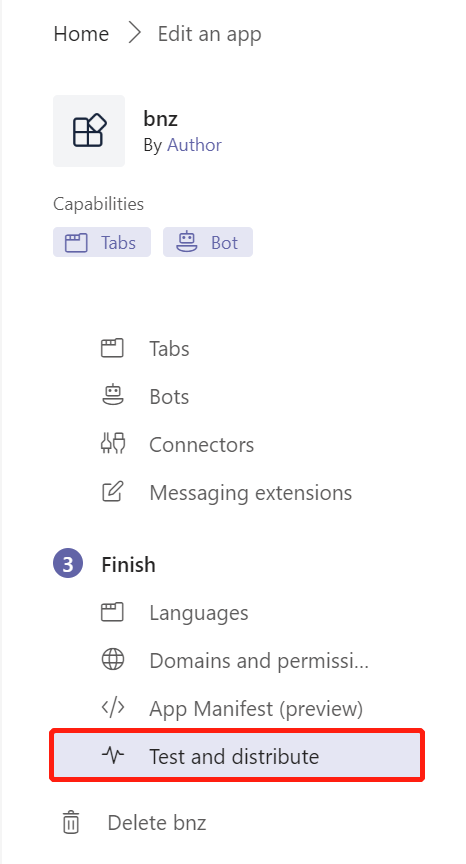 Home > Edit an app
bnz
By Author
Capabilities
Tabs Bot
Tabs
Bots
Connectors
Messaging extensions
3 Finish
Languages
Domains and permissi...
App Manifest (preview)
Test and distribute
Delete bnz